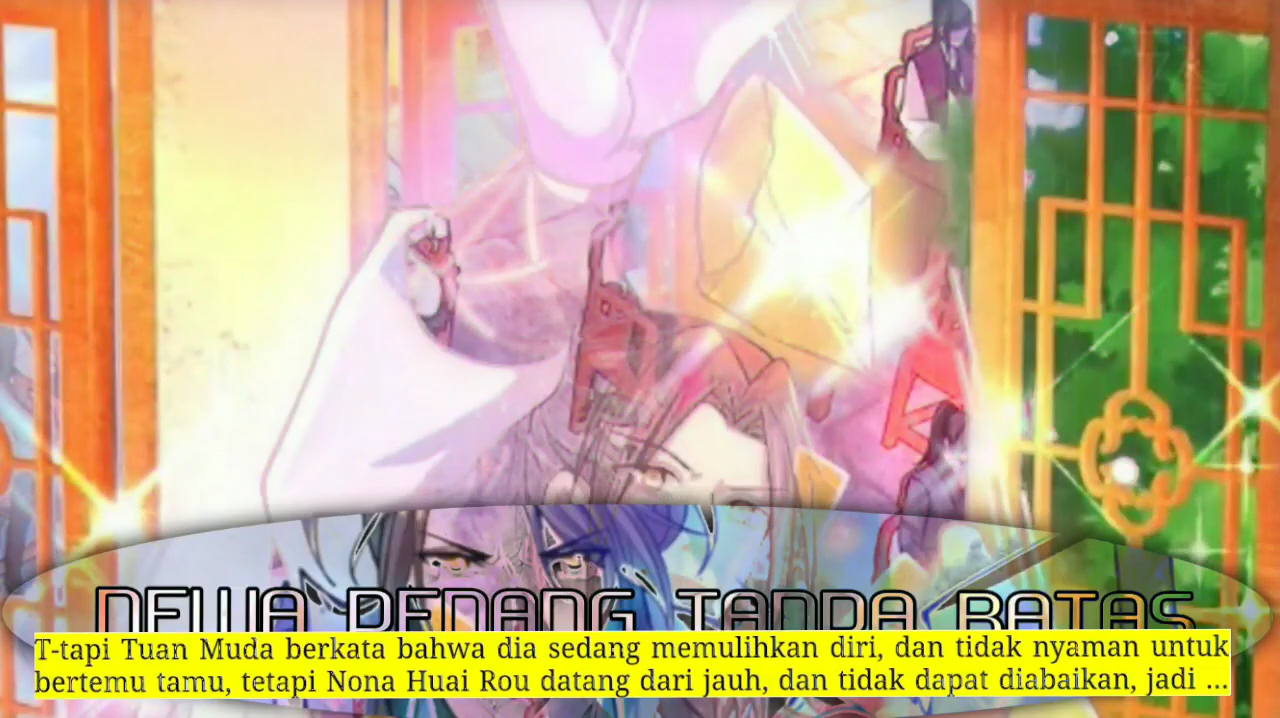 DEWA PEDANG TANPA BATAS
T-tapi Tuan Muda berkata bahwa dia sedang memulihkan diri, dan tidak nyaman untuk
bertemu tamu, tetapi Nona Huai Rou datang dari jauh, dan tidak dapat diabaikan, jadi ...